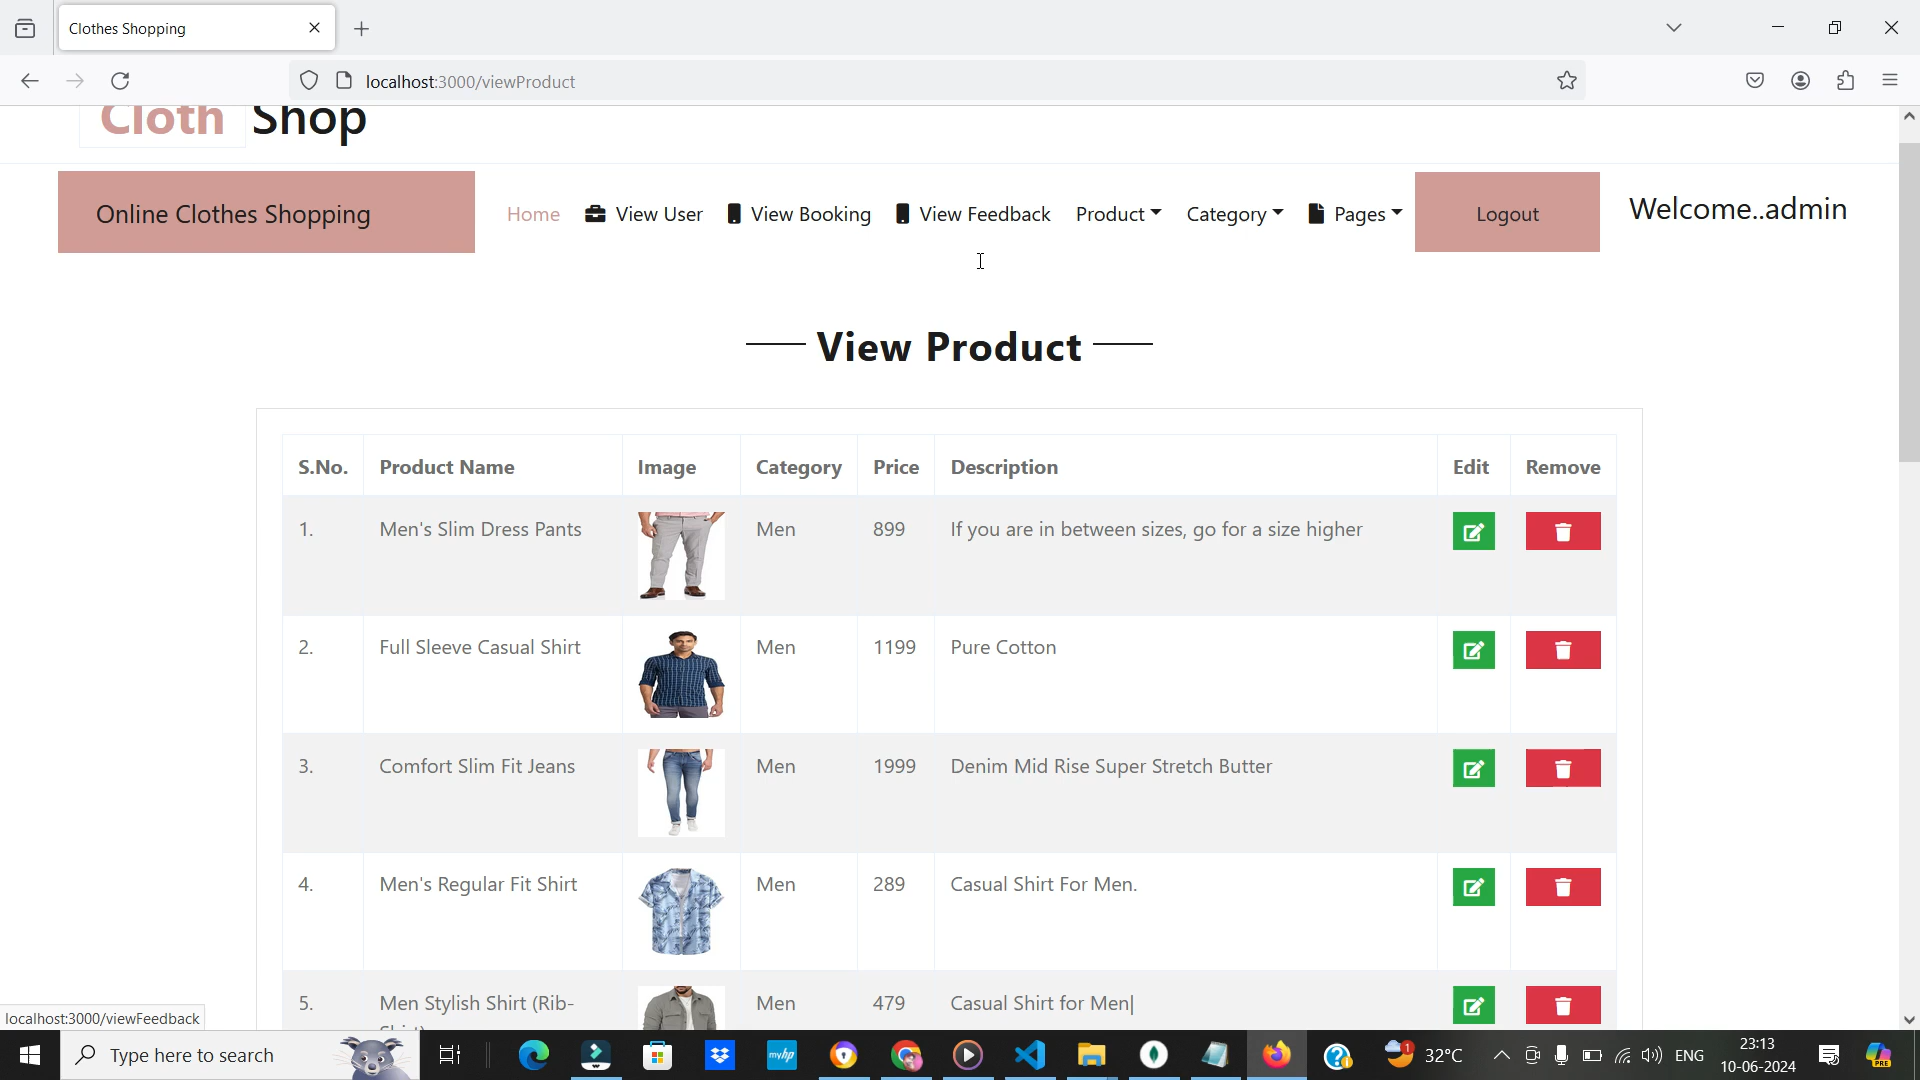 Clothes Shopping
localhost:3000/viewProduct
Cloth Shop
Online Clothes Shopping
Home View User View Booking View Feedback Product Category Pages Logout Welcome..admin
View Product
S.No. Product Name Image Category Price Description Edit Remove
1. Men's Slim Dress Pants Men 899 If you are in between sizes, go for a size higher
2. Full Sleeve Casual Shirt Men 1199 Pure Cotton
3. Comfort Slim Fit Jeans Men 1999 Denim Mid Rise Super Stretch Butter
4. Men's Regular Fit Shirt Men 289 Casual Shirt For Men.
5. Men Stylish Shirt (Rib- Men 479 Casual Shirt for Men|
localhost:3000/viewFeedback
Type here to search
myhp
1
32°C
ENG
23:13
10-06-2024
PRE